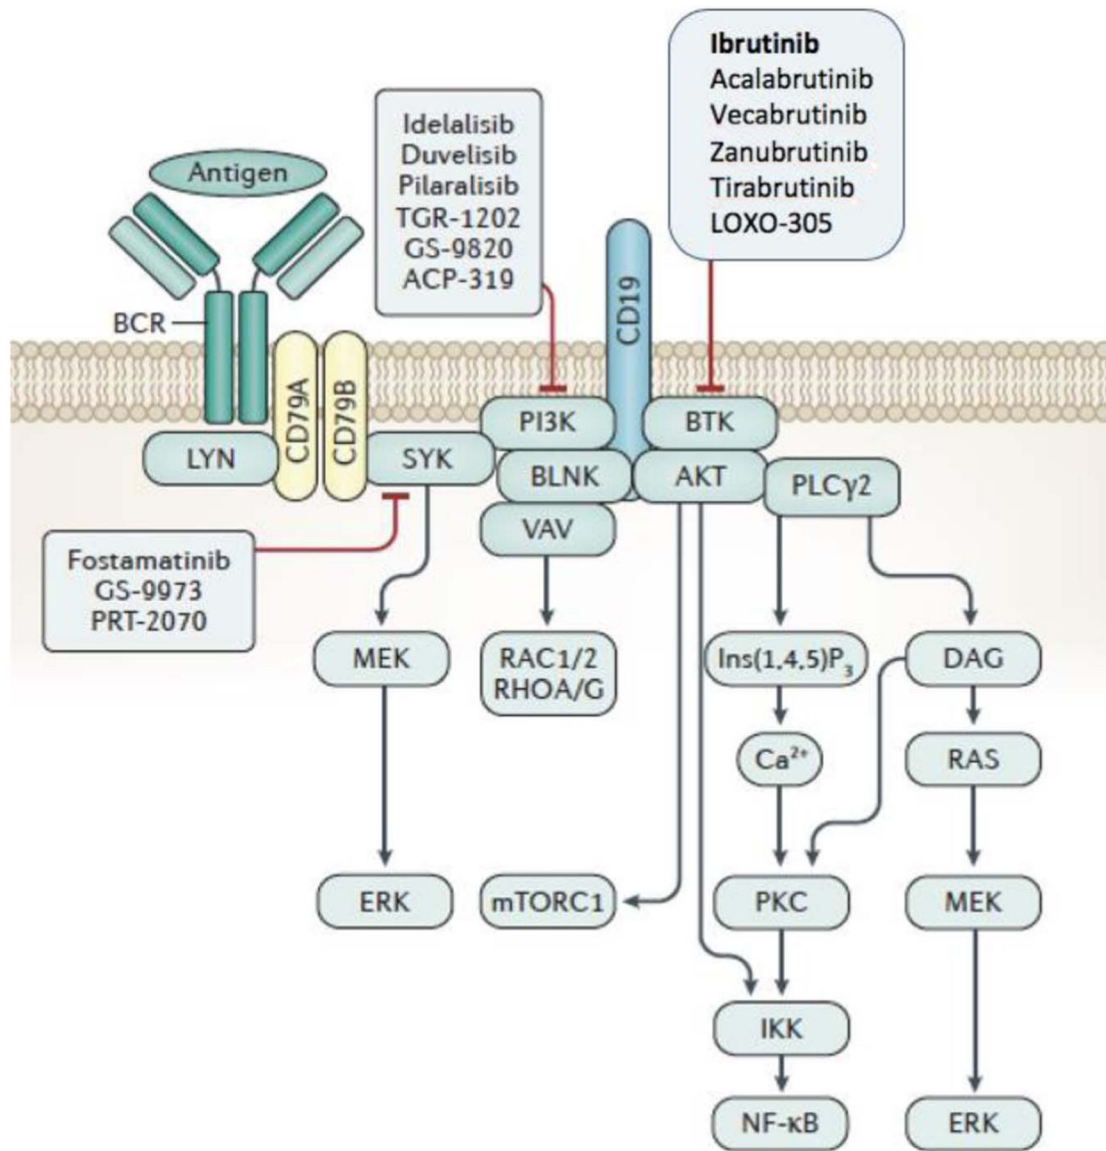 Ibrutinib
Acalabrutinib
Vecabrutinib
Zanubrutinib
Tirabrutinib
LOXO-305
Idelalisib
Duvelisib
Pilaralisib
TGR-1202
GS-9820
ACP-319
Antigen
BCR
CD79A
CD79B
CD19
LYN
SYK
PI3K
BTK
BLNK
AKT
PLCγ2
VAV
Fostamatinib
GS-9973
PRT-2070
MEK
RAC1/2
RHOA/G
Ins(1,4,5)P₃
DAG
Ca²⁺
RAS
ERK
mTORC1
PKC
MEK
IKK
NF-κB
ERK